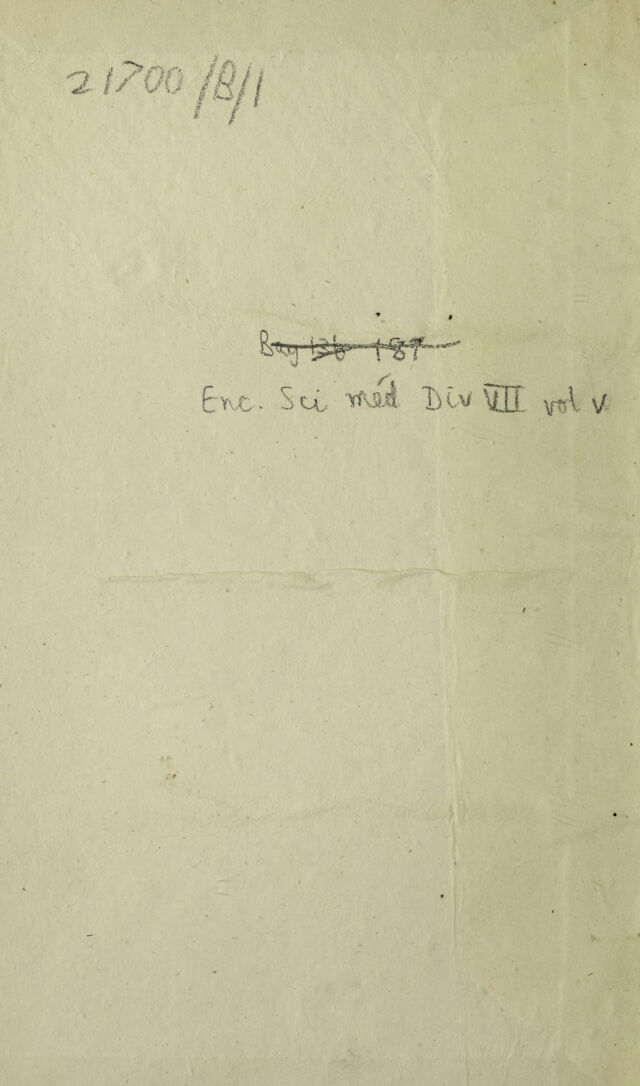 21700/B/1
Enc. Sci méd Div VII vol V.